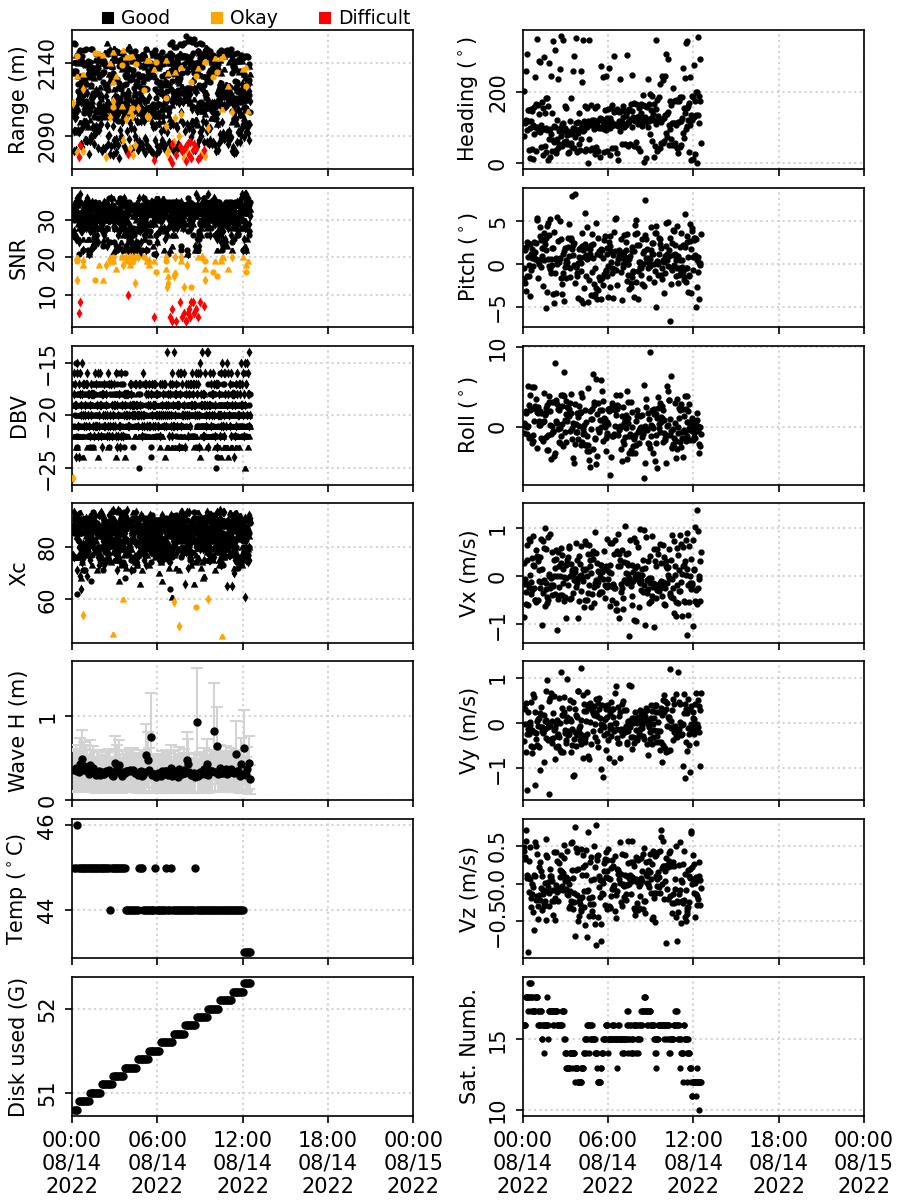 Good Okay Difficult
Range (m)
2140
2090
Heading (°)
200
0
SNR
30
20
10
Pitch (°)
5
0
−5
DBV
−15
−20
−25
Roll (°)
10
0
Xc
80
60
Vx (m/s)
1
0
−1
Wave H (m)
1
0
Vy (m/s)
1
0
−1
Temp (°C)
46
44
Vz (m/s)
0.5
0.0
−0.5
Disk used (G)
52
51
Sat. Numb.
15
10
00:00 06:00 12:00 18:00 00:00
08/14 08/14 08/14 08/14 08/15
2022 2022 2022 2022 2022
00:00 06:00 12:00 18:00 00:00
08/14 08/14 08/14 08/14 08/15
2022 2022 2022 2022 2022